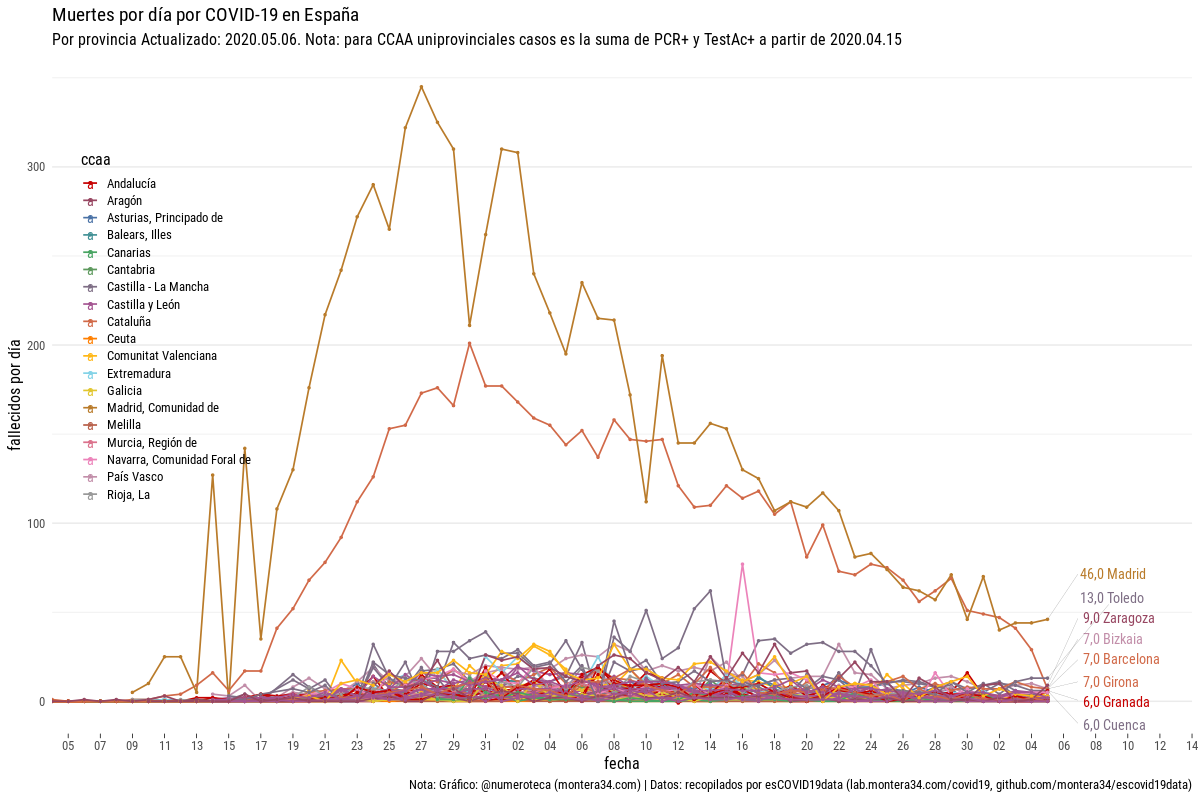 Muertes por día por COVID-19 en España
Por provincia Actualizado: 2020.05.06. Nota: para CCAA uniprovinciales casos es la suma de PCR+ y TestAc+ a partir de 2020.04.15
ccaa
Andalucía
Aragón
Asturias, Principado de
Balears, Illes
Canarias
Cantabria
Castilla - La Mancha
Castilla y León
Cataluña
Ceuta
Comunitat Valenciana
Extremadura
Galicia
Madrid, Comunidad de
Melilla
Murcia, Región de
Navarra, Comunidad Foral de
País Vasco
Rioja, La
fallecidos por día
300
200
100
0
46,0 Madrid
13,0 Toledo
9,0 Zaragoza
7,0 Bizkaia
7,0 Barcelona
7,0 Girona
6,0 Granada
6,0 Cuenca
05 07 09 11 13 15 17 19 21 23 25 27 29 31 02 04 06 08 10 12 14 16 18 20 22 24 26 28 30 02 04 06 08 10 12 14
fecha
Nota: Gráfico: @numeroteca (montera34.com) | Datos: recopilados por esCOVID19data (lab.montera34.com/covid19, github.com/montera34/escovid19data)